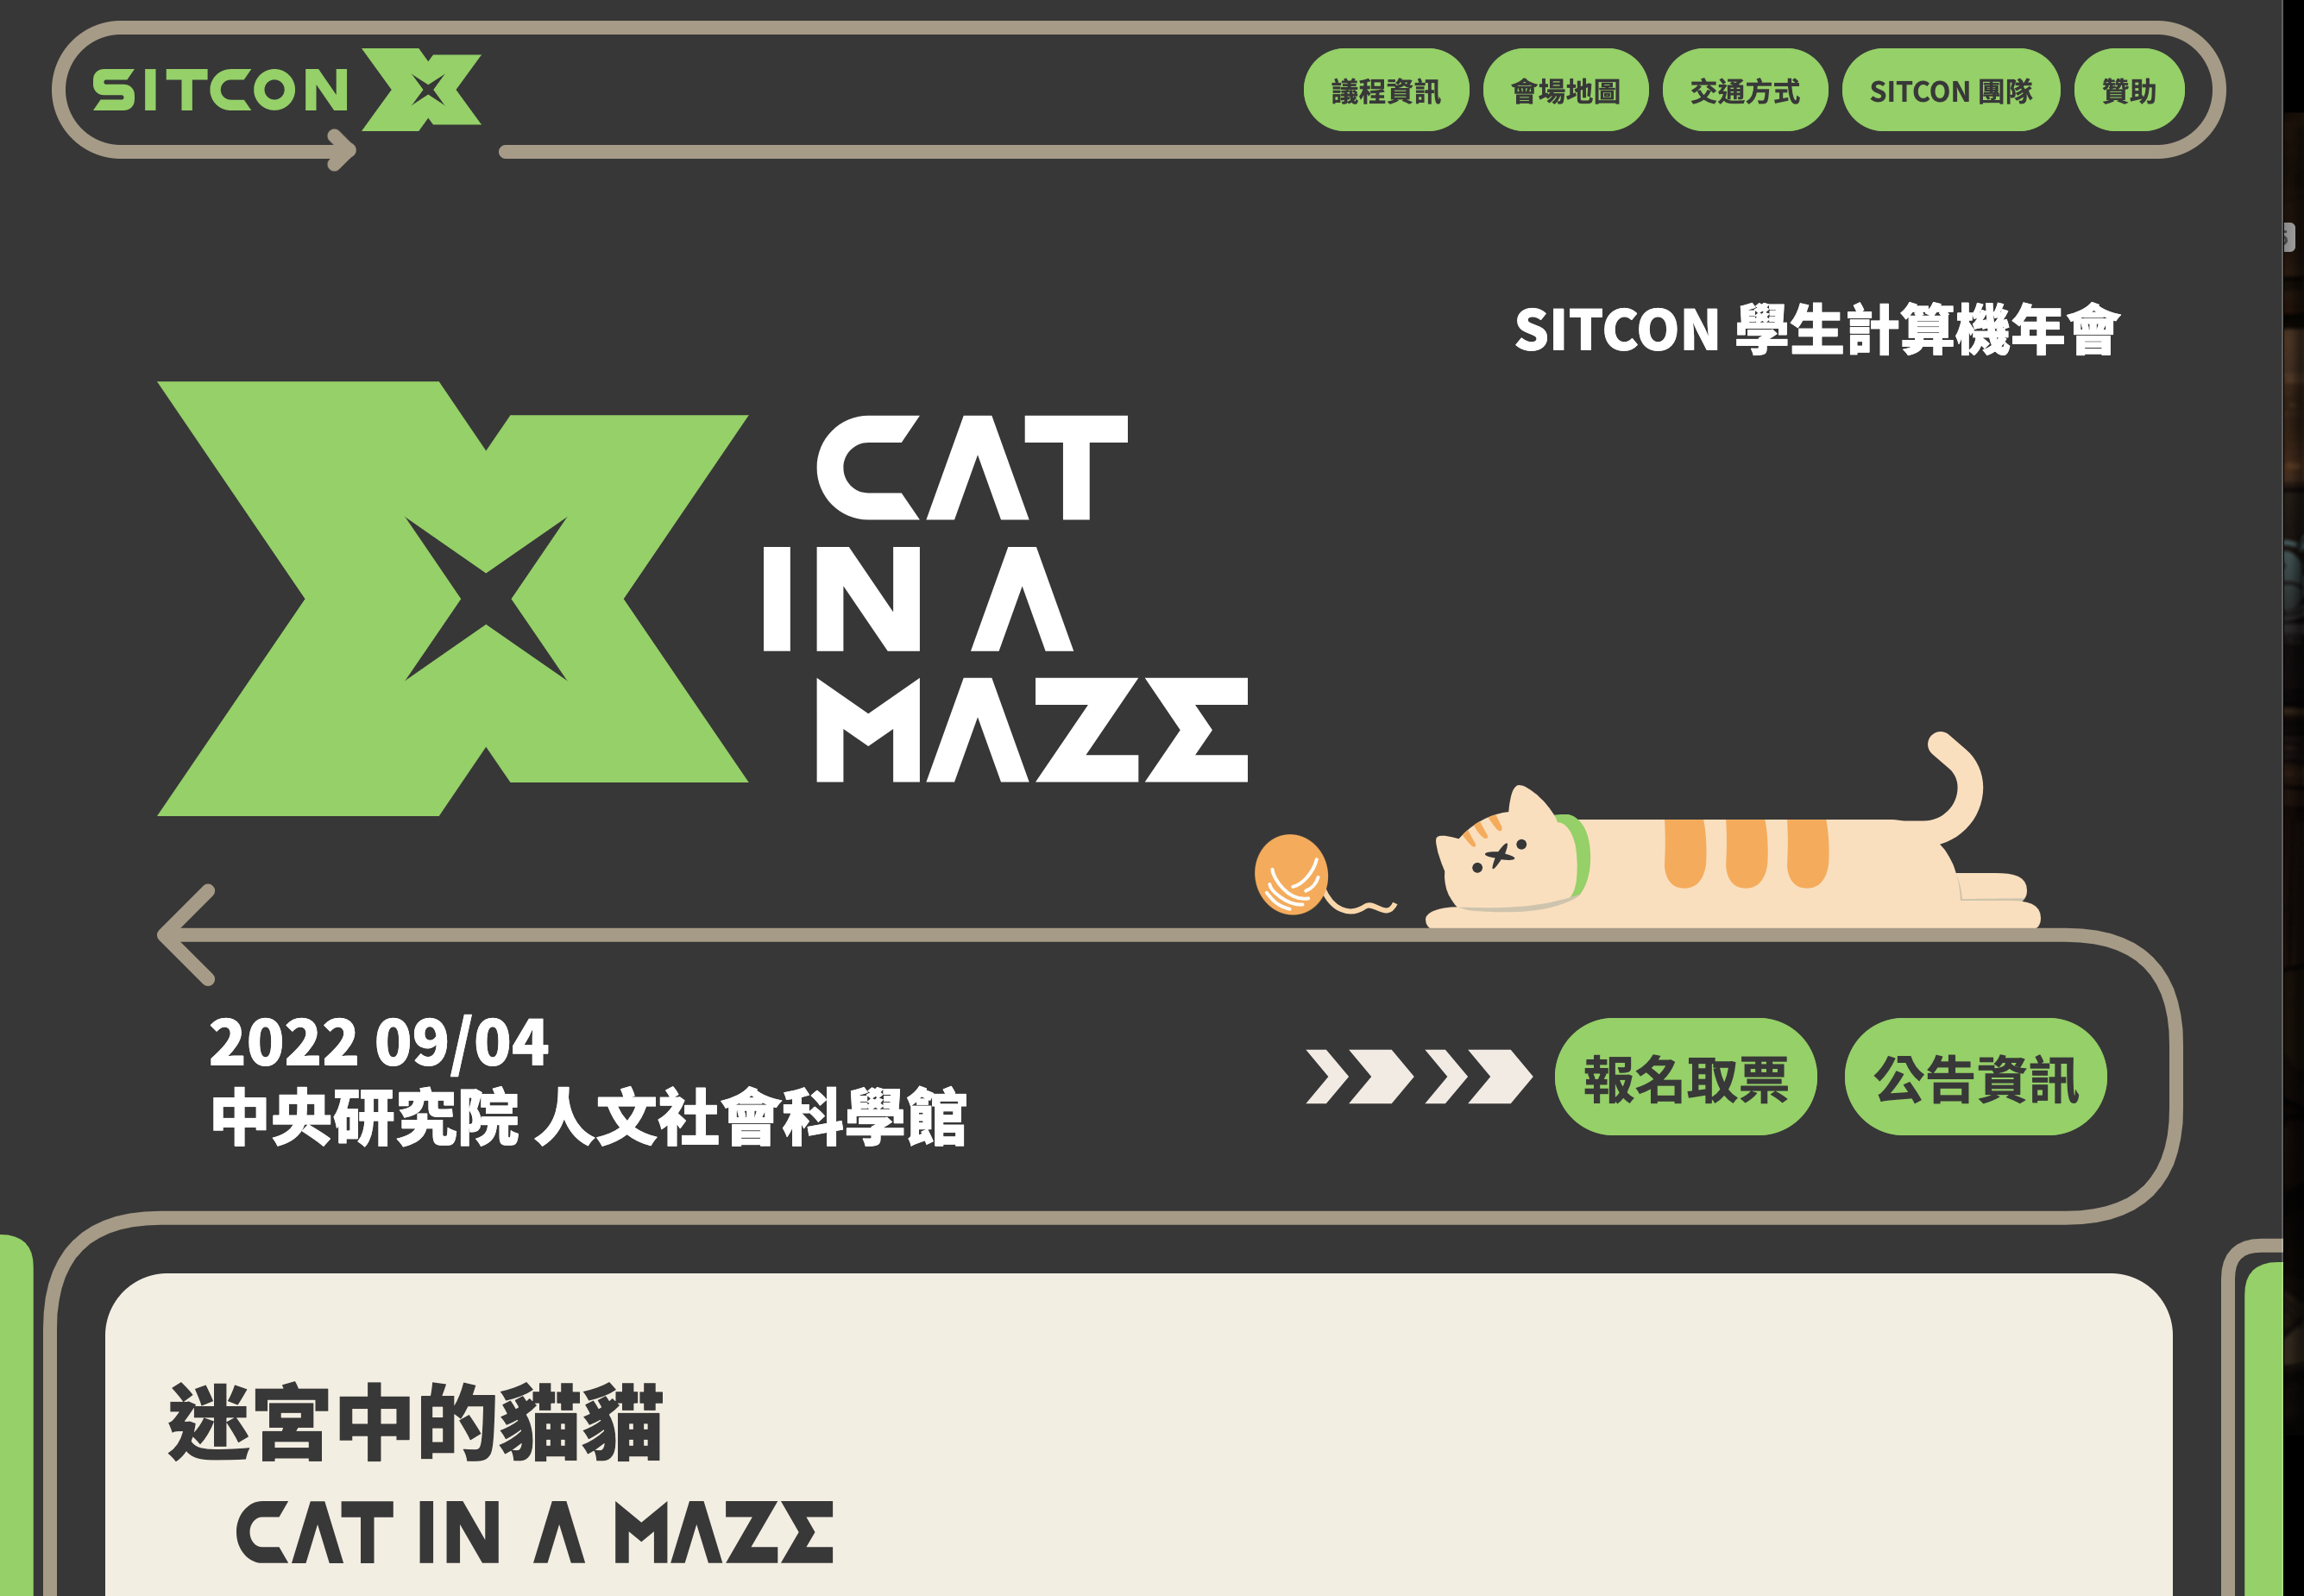 SITCON X
議程資訊
會場地圖
交通方式
SITCON 團隊
贊助
SITCON 學生計算機年會
X
CAT
IN A
MAZE
2022 09/04
中央研究院人文社會科學館
報名取票
公告資訊
迷宮中的貓貓
CAT IN A MAZE